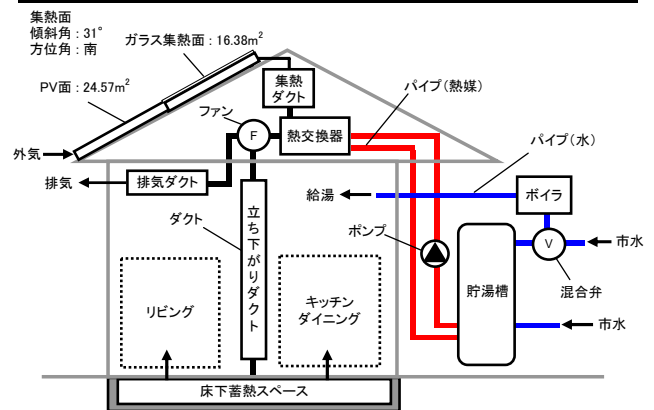 集熱面
傾斜角：31°
方位角：南
ガラス集熱面：16.38m²
PV面：24.57m²
集熱
ダクト
パイプ（熱媒）
ファン
F
熱交換器
外気
パイプ（水）
排気
排気ダクト
給湯
ボイラ
ダクト
立ち下がりダクト
ポンプ
V
市水
混合弁
貯湯槽
リビング
キッチン
ダイニング
市水
床下蓄熱スペース